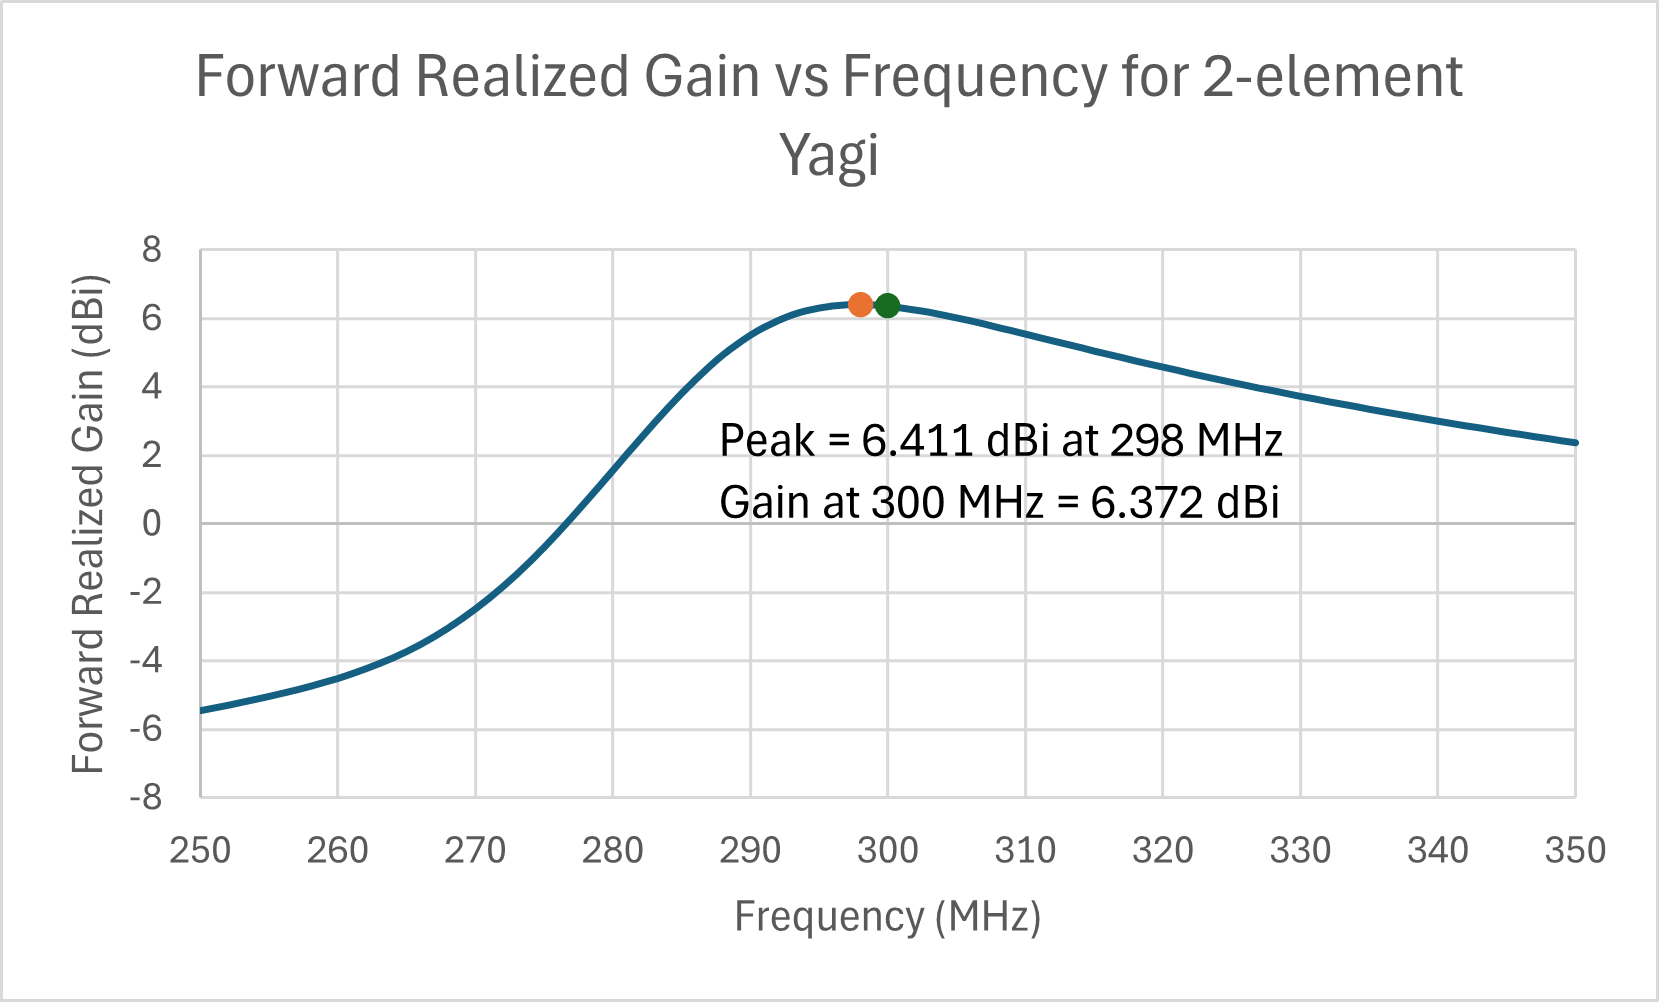 Forward Realized Gain vs Frequency for 2-element
Yagi
Forward Realized Gain (dBi)
8
6
4
2
0
-2
-4
-6
-8
Peak = 6.411 dBi at 298 MHz
Gain at 300 MHz = 6.372 dBi
250 260 270 280 290 300 310 320 330 340 350
Frequency (MHz)